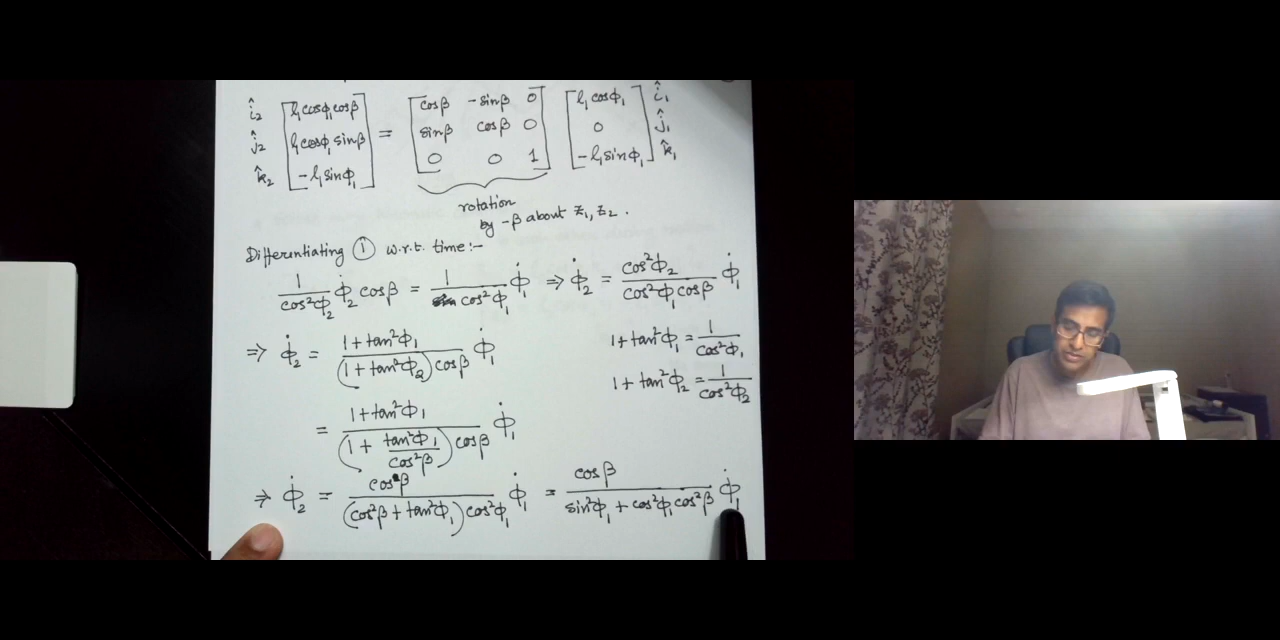 î₂ [l₁cosφ₁cosβ] = [cosβ -sinβ 0] [l₁cosφ₁] î₁
ĵ₂ [l₁cosφ₁sinβ] [sinβ cosβ 0] [0] ĵ₁
k̂₂ [-l₁sinφ₁] [0 0 1] [-l₁sinφ₁] k̂₁
rotation
by -β about z₁, z₂.
Differentiating ① w.r.t. time:-
1/cos²φ₂ φ̇₂ cosβ = 1/cos²φ₁ φ̇₁ ⇒ φ̇₂ = cos²φ₂/(cos²φ₁ cosβ) φ̇₁
⇒ φ̇₂ = (1+tan²φ₁)/((1+tan²φ₂)cosβ) φ̇₁
1+tan²φ₁ = 1/cos²φ₁
1+tan²φ₂ = 1/cos²φ₂
= (1+tan²φ₁)/((1 + tan²φ₁/cos²β)cosβ) φ̇₁
⇒ φ̇₂ = cosβ/((cos²β + tan²φ₁)cos²φ₁) φ̇₁ = cosβ/(sin²φ₁ + cos²φ₁cos²β) φ̇₁